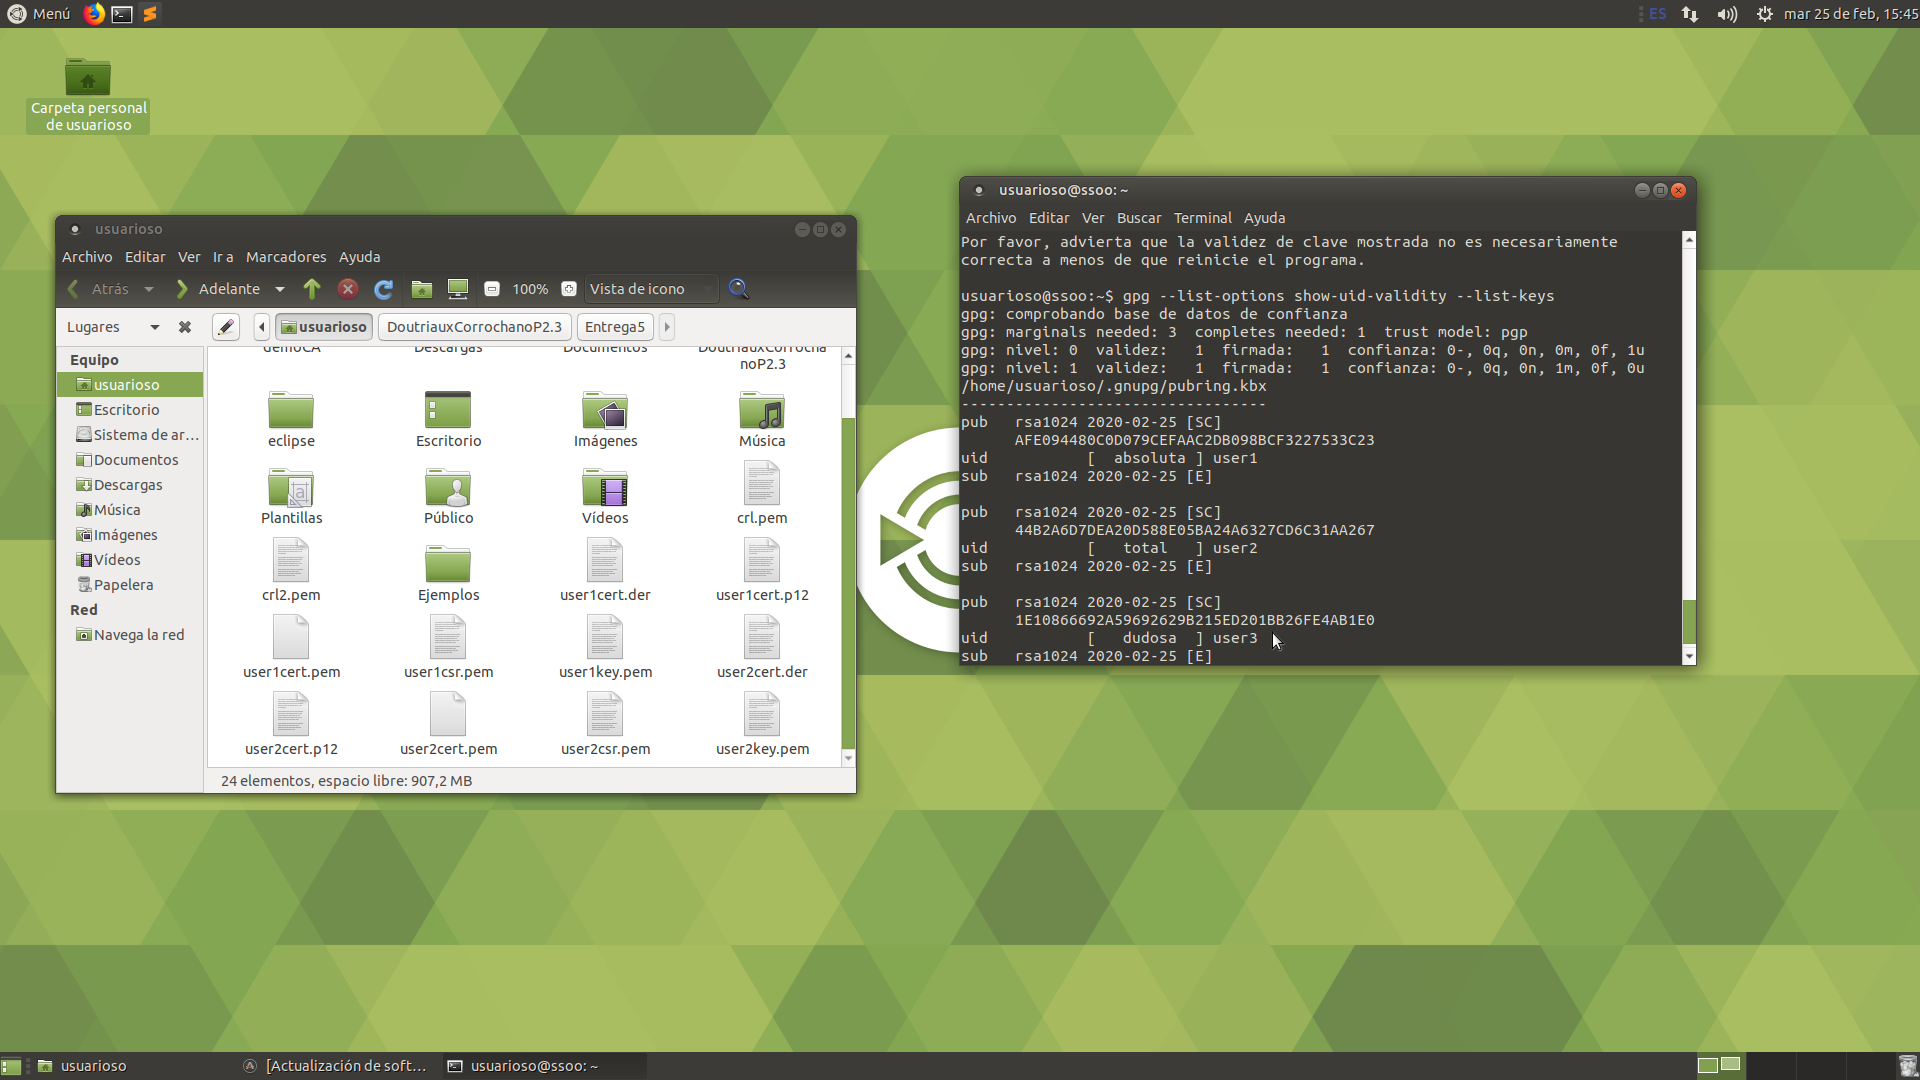 Menú
ES
mar 25 de feb, 15:45
Carpeta personal
de usuarioso
usuarioso
Archivo Editar Ver Ir a Marcadores Ayuda
Atrás Adelante 100% Vista de icono
Lugares
usuarioso DoutriauxCorrochanoP2.3 Entrega5
Equipo
usuarioso
Escritorio
Sistema de ar...
Documentos
Descargas
Música
Imágenes
Vídeos
Papelera
Red
Navega la red
demoCA Descargas Documentos DoutriauxCorrocha
noP2.3
eclipse Escritorio Imágenes Música
Plantillas Público Vídeos crl.pem
crl2.pem Ejemplos user1cert.der user1cert.p12
user1cert.pem user1csr.pem user1key.pem user2cert.der
user2cert.p12 user2cert.pem user2csr.pem user2key.pem
24 elementos, espacio libre: 907,2 MB
usuarioso@ssoo: ~
Archivo Editar Ver Buscar Terminal Ayuda
Por favor, advierta que la validez de clave mostrada no es necesariamente
correcta a menos de que reinicie el programa.
usuarioso@ssoo:~$ gpg --list-options show-uid-validity --list-keys
gpg: comprobando base de datos de confianza
gpg: marginals needed: 3  completes needed: 1  trust model: pgp
gpg: nivel: 0  validez:   1  firmada:   1  confianza: 0-, 0q, 0n, 0m, 0f, 1u
gpg: nivel: 1  validez:   1  firmada:   1  confianza: 0-, 0q, 0n, 1m, 0f, 0u
/home/usuarioso/.gnupg/pubring.kbx
----------------------------------
pub   rsa1024 2020-02-25 [SC]
      AFE094480C0D079CEFAAC2DB098BCF3227533C23
uid           [  absoluta ] user1
sub   rsa1024 2020-02-25 [E]
pub   rsa1024 2020-02-25 [SC]
      44B2A6D7DEA20D588E05BA24A6327CD6C31AA267
uid           [   total   ] user2
sub   rsa1024 2020-02-25 [E]
pub   rsa1024 2020-02-25 [SC]
      1E10866692A59692629B215ED201BB26FE4AB1E0
uid           [   dudosa  ] user3
sub   rsa1024 2020-02-25 [E]
usuarioso
[Actualización de soft...
usuarioso@ssoo: ~